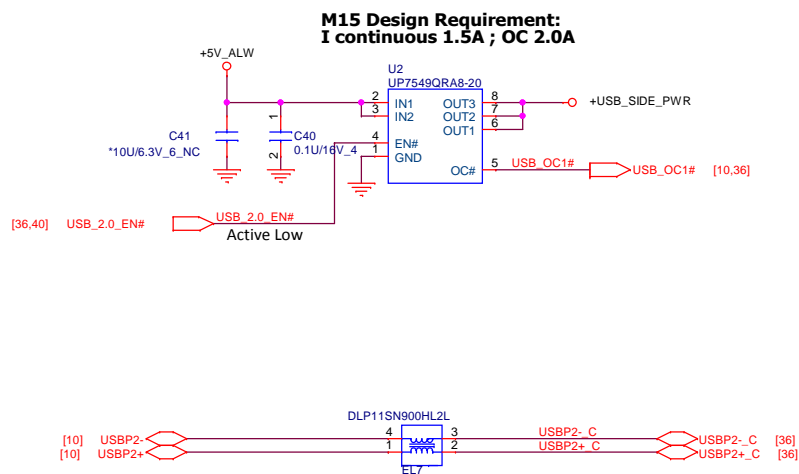 M15 Design Requirement:
I continuous 1.5A ; OC 2.0A
+5V_ALW
U2
UP7549QRA8-20
2 IN1 OUT3 8 +USB_SIDE_PWR
3 IN2 OUT2 7
OUT1 6
C41 1 C40 4 EN#
*10U/6.3V_6_NC 2 0.1U/16V_4 1 GND
OC# 5 USB_OC1# USB_OC1# [10,36]
[36,40] USB_2.0_EN# USB_2.0_EN#
Active Low
DLP11SN900HL2L
[10] USBP2- 4 3 USBP2-_C USBP2-_C [36]
[10] USBP2+ 1 2 USBP2+_C USBP2+_C [36]
EL7